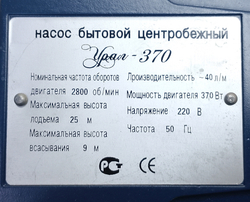 насос бытовой центробежный
Урал-370
Номинальная частота оборотов
двигателя 2800 об/мин
Максимальная высота
подъема 25 м
Максимальная высота
всасывания 9 м
Производительность -40 л/м
Мощность двигателя 370 Вт
Напряжение 220 В
Частота 50 Гц
РС CE